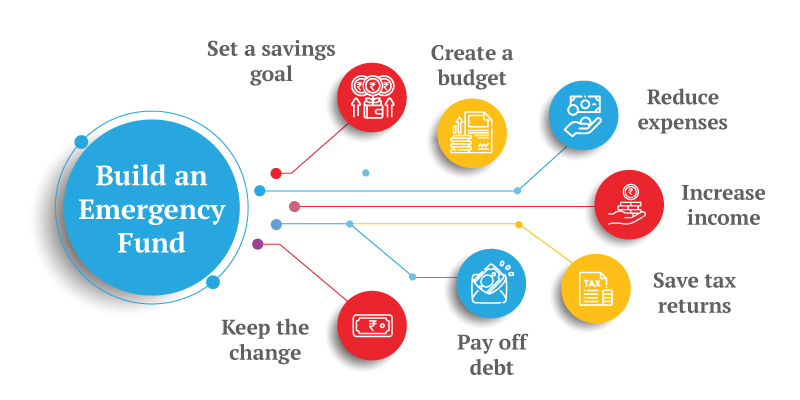 Build an
Emergency
Fund
Set a savings
goal
₹ ₹ ₹
Create a
budget
Reduce
expenses
₹
Increase
income
TAX
Save tax
returns
Pay off
debt
₹
Keep the
change